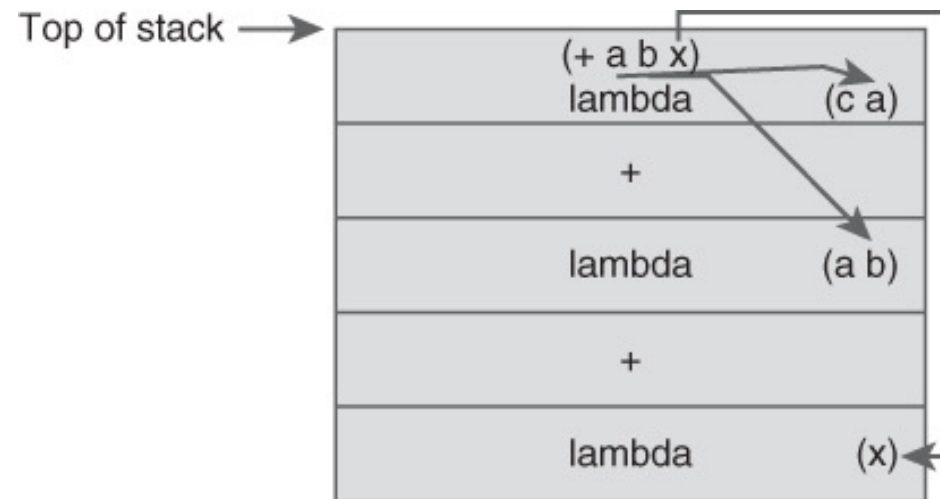 Top of stack
(+ a b x)
lambda (c a)
+
lambda (a b)
+
lambda (x)